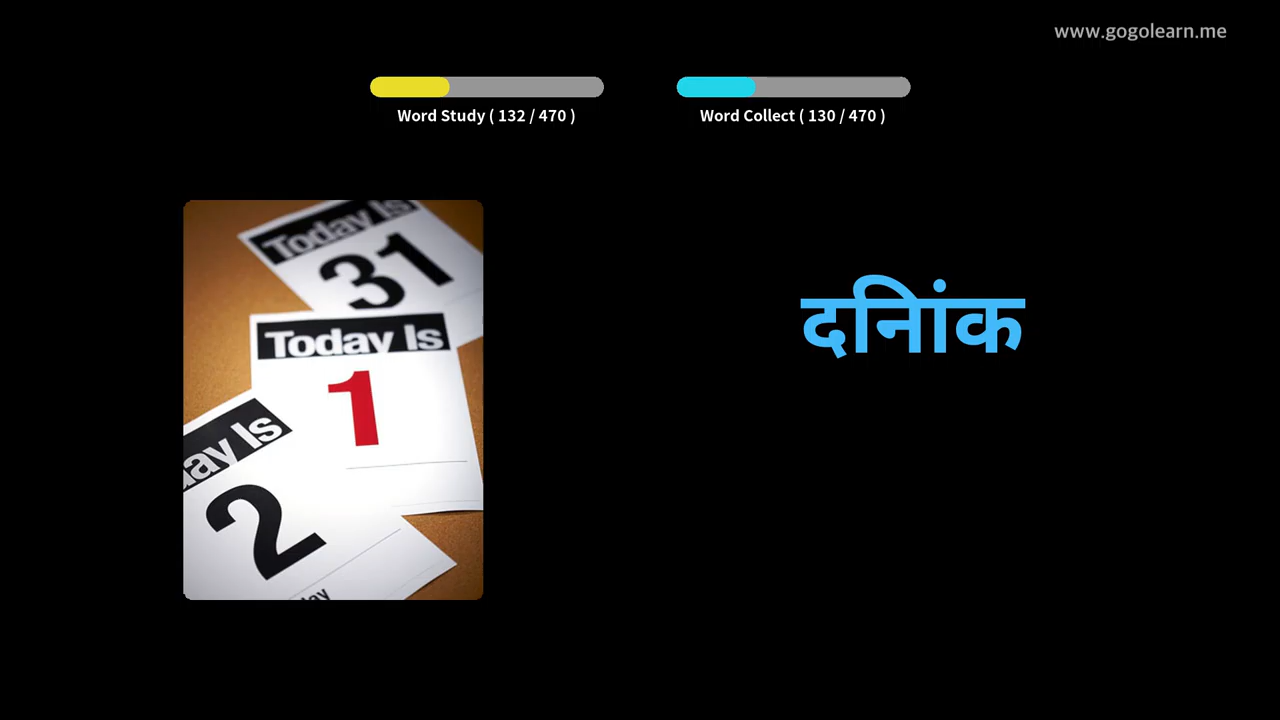 www.gogolearn.me
Word Study ( 132 / 470 )
Word Collect ( 130 / 470 )
Today Is
31
Today Is
1
ay Is
2
दनिांक